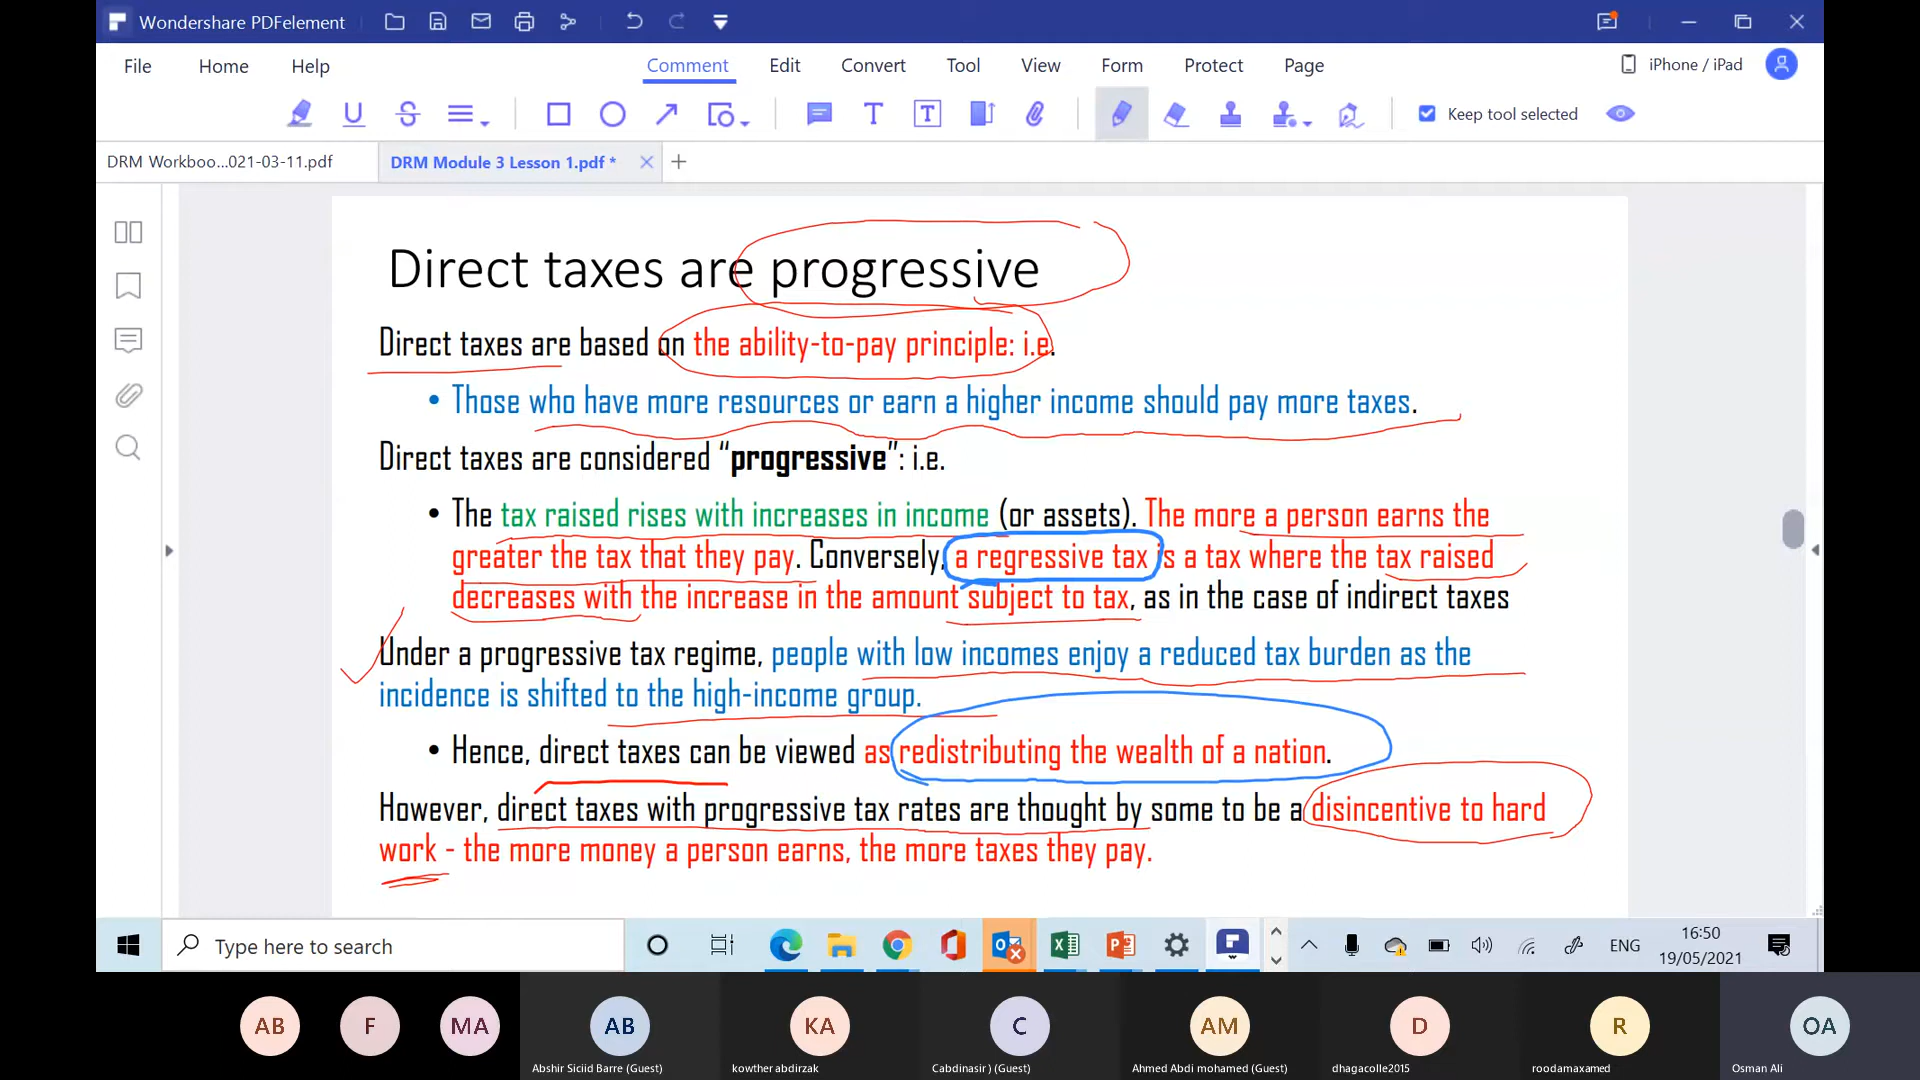 Wondershare PDFelement
File Home Help Comment Edit Convert Tool View Form Protect Page iPhone / iPad
Keep tool selected
DRM Workboo...021-03-11.pdf DRM Module 3 Lesson 1.pdf *
Direct taxes are progressive
Direct taxes are based on the ability-to-pay principle: i.e.
• Those who have more resources or earn a higher income should pay more taxes.
Direct taxes are considered “progressive”: i.e.
• The tax raised rises with increases in income (or assets). The more a person earns the
greater the tax that they pay. Conversely, a regressive tax is a tax where the tax raised
decreases with the increase in the amount subject to tax, as in the case of indirect taxes
Under a progressive tax regime, people with low incomes enjoy a reduced tax burden as the
incidence is shifted to the high-income group.
• Hence, direct taxes can be viewed as redistributing the wealth of a nation.
However, direct taxes with progressive tax rates are thought by some to be a disincentive to hard
work - the more money a person earns, the more taxes they pay.
Type here to search
ENG
16:50
19/05/2021
AB F MA AB KA C AM D R OA
Abshir Siciid Barre (Guest) kowther abdirzak Cabdinasir ) (Guest) Ahmed Abdi mohamed (Guest) dhagacolle2015 roodamaxamed Osman Ali